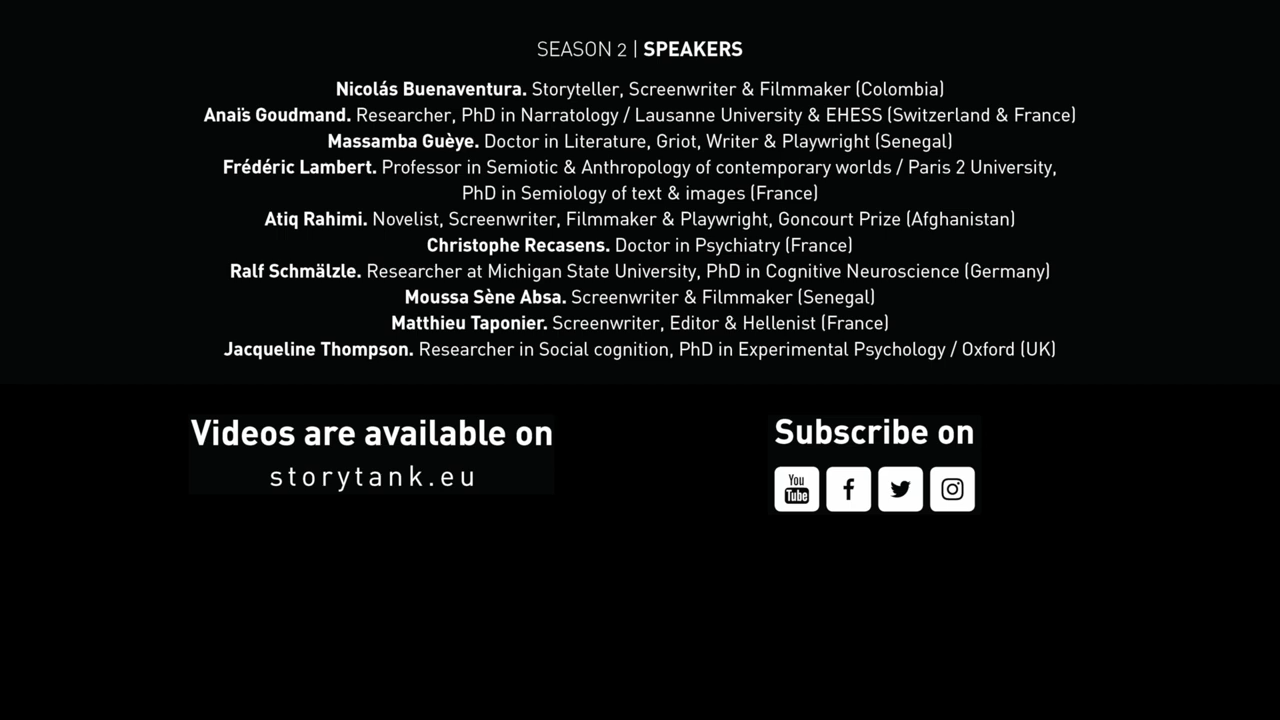 SEASON 2 | SPEAKERS
Nicolás Buenaventura. Storyteller, Screenwriter & Filmmaker (Colombia)
Anaïs Goudmand. Researcher, PhD in Narratology / Lausanne University & EHESS (Switzerland & France)
Massamba Guèye. Doctor in Literature, Griot, Writer & Playwright (Senegal)
Frédéric Lambert. Professor in Semiotic & Anthropology of contemporary worlds / Paris 2 University,
PhD in Semiology of text & images (France)
Atiq Rahimi. Novelist, Screenwriter, Filmmaker & Playwright, Goncourt Prize (Afghanistan)
Christophe Recasens. Doctor in Psychiatry (France)
Ralf Schmälzle. Researcher at Michigan State University, PhD in Cognitive Neuroscience (Germany)
Moussa Sène Absa. Screenwriter & Filmmaker (Senegal)
Matthieu Taponier. Screenwriter, Editor & Hellenist (France)
Jacqueline Thompson. Researcher in Social cognition, PhD in Experimental Psychology / Oxford (UK)
Videos are available on
storytank.eu
Subscribe on
You
Tube